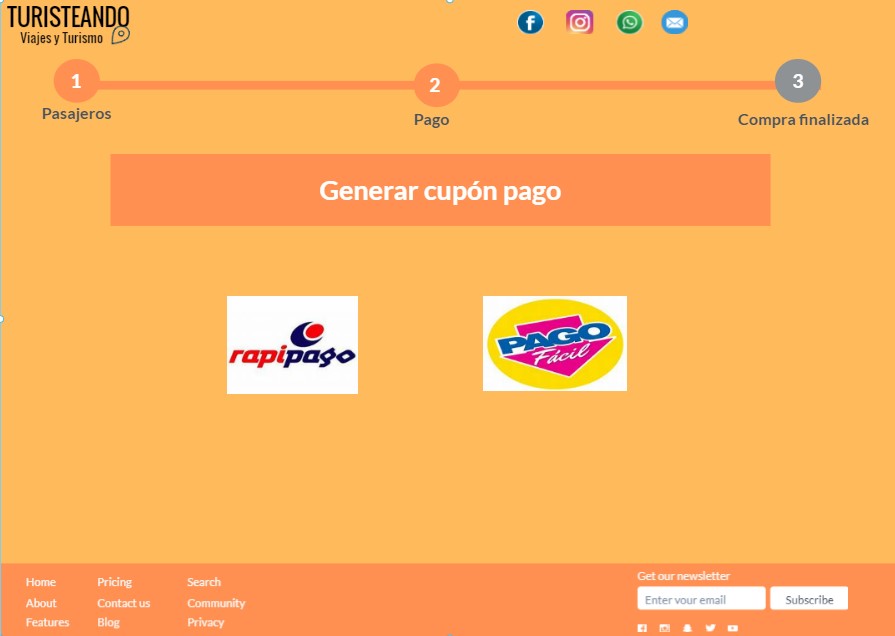 TURISTEANDO
Viajes y Turismo
1
2
3
Pasajeros
Pago
Compra finalizada
Generar cupón pago
rapipago
PAGO
Fácil
Home
Pricing
Search
About
Contact us
Community
Features
Blog
Privacy
Get our newsletter
Enter your email
Subscribe